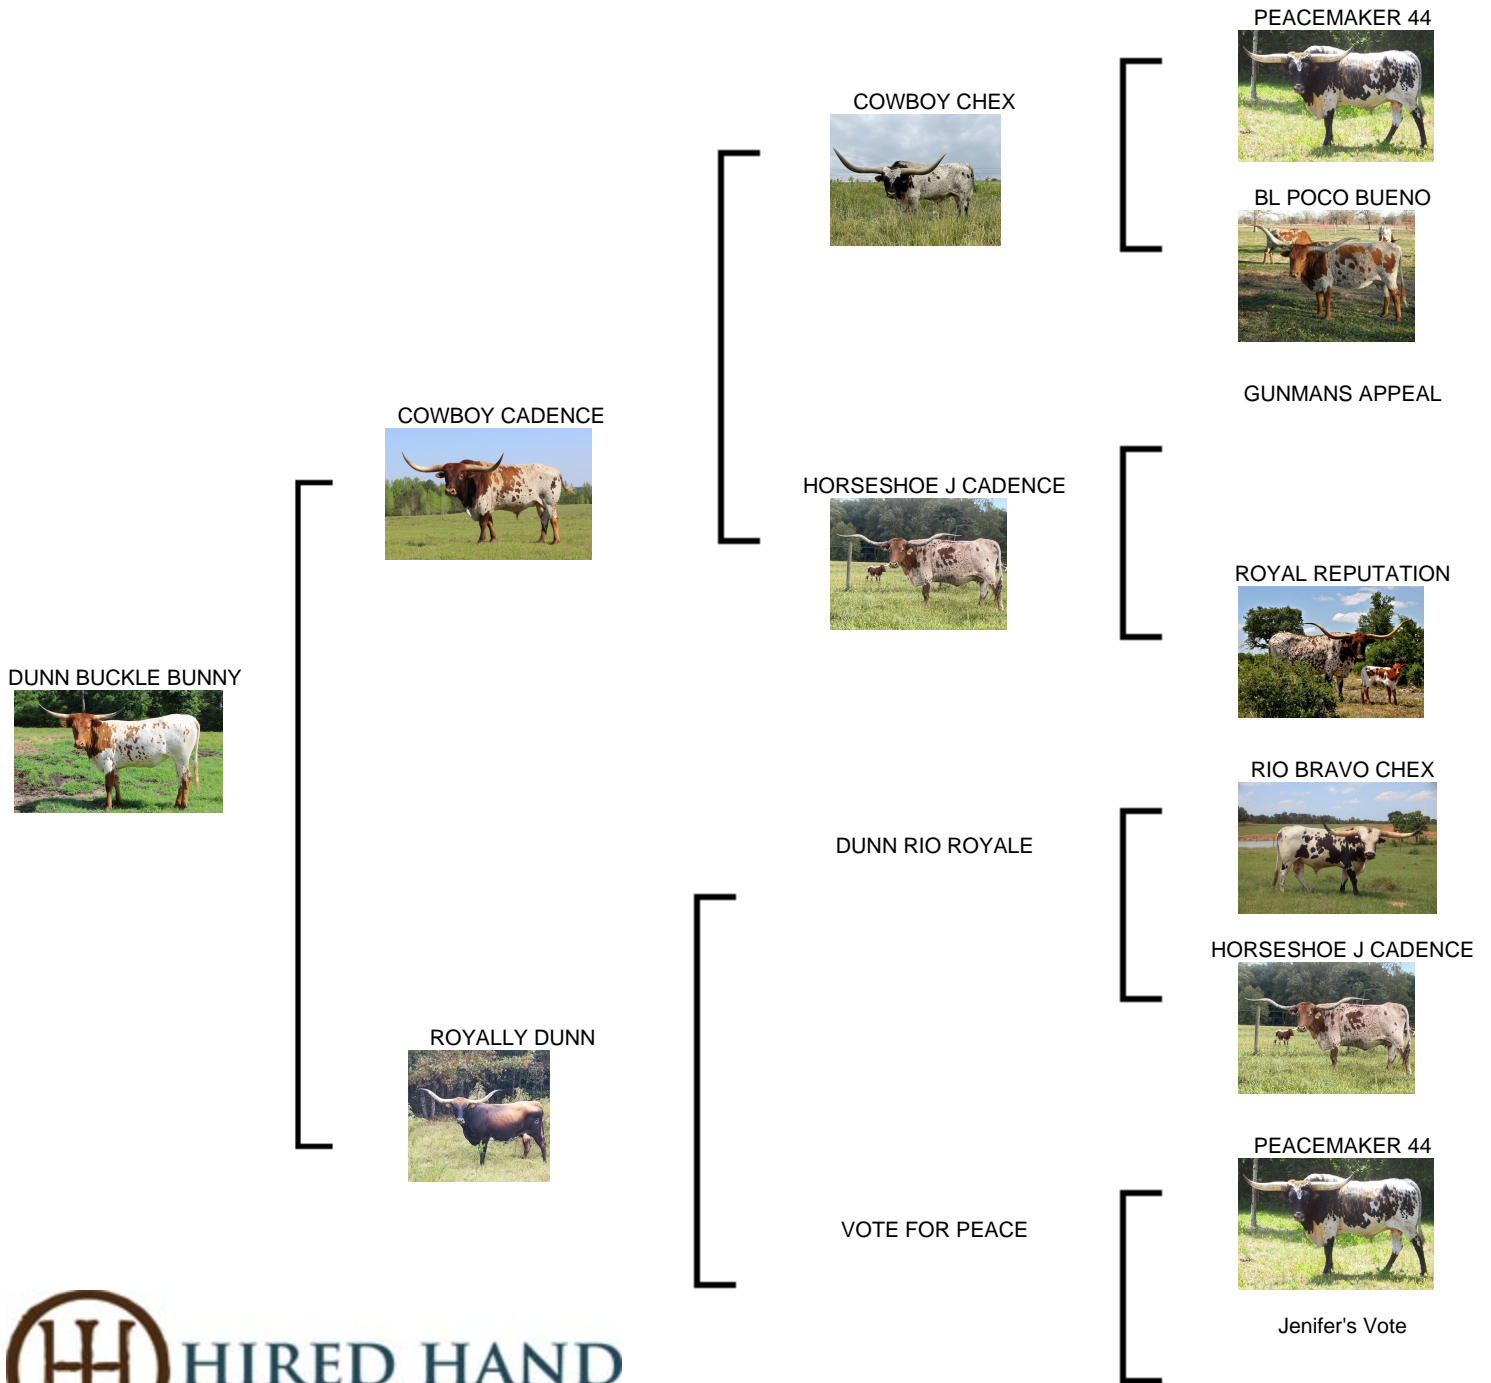 PEACEMAKER 44
COWBOY CHEX
BL POCO BUENO
GUNMANS APPEAL
COWBOY CADENCE
HORSESHOE J CADENCE
ROYAL REPUTATION
DUNN BUCKLE BUNNY
RIO BRAVO CHEX
DUNN RIO ROYALE
HORSESHOE J CADENCE
ROYALLY DUNN
PEACEMAKER 44
VOTE FOR PEACE
Jenifer's Vote
HIRED HAND